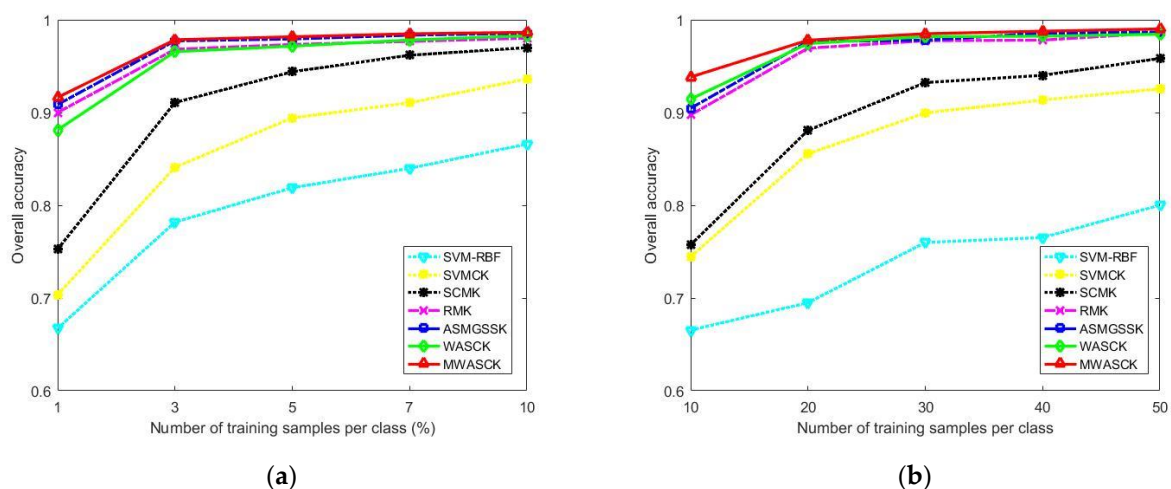 1
0.9
0.8
0.7
0.6
Overall accuracy
SVM-RBF
SVMCK
SCMK
RMK
ASMGSSK
WASCK
MWASCK
1 3 5 7 10
Number of training samples per class (%)
(a)
1
0.9
0.8
0.7
0.6
Overall accuracy
SVM-RBF
SVMCK
SCMK
RMK
ASMGSSK
WASCK
MWASCK
10 20 30 40 50
Number of training samples per class
(b)